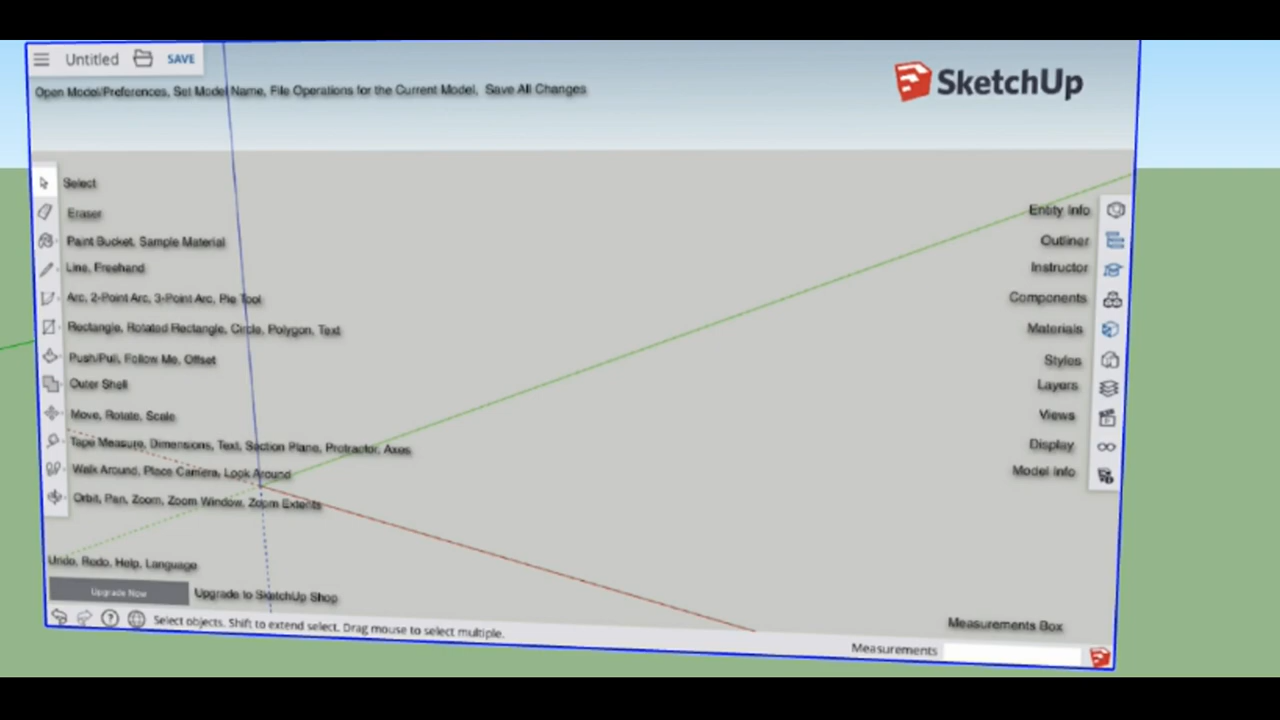 Untitled SAVE
Open Model/Preferences, Set Model Name, File Operations for the Current Model, Save All Changes
SketchUp
Select
Eraser
Paint Bucket, Sample Material
Line, Freehand
Arc, 2-Point Arc, 3-Point Arc, Pie Tool
Rectangle, Rotated Rectangle, Circle, Polygon, Text
Push/Pull, Follow Me, Offset
Outer Shell
Move, Rotate, Scale
Tape Measure, Dimensions, Text, Section Plane, Protractor, Axes
Walk Around, Place Camera, Look Around
Orbit, Pan, Zoom, Zoom Window, Zoom Extents
Undo, Redo, Help, Language
Upgrade Now Upgrade to SketchUp Shop
Select objects. Shift to extend select. Drag mouse to select multiple.
Entity Info
Outliner
Instructor
Components
Materials
Styles
Layers
Views
Display
Model Info
Measurements Box
Measurements